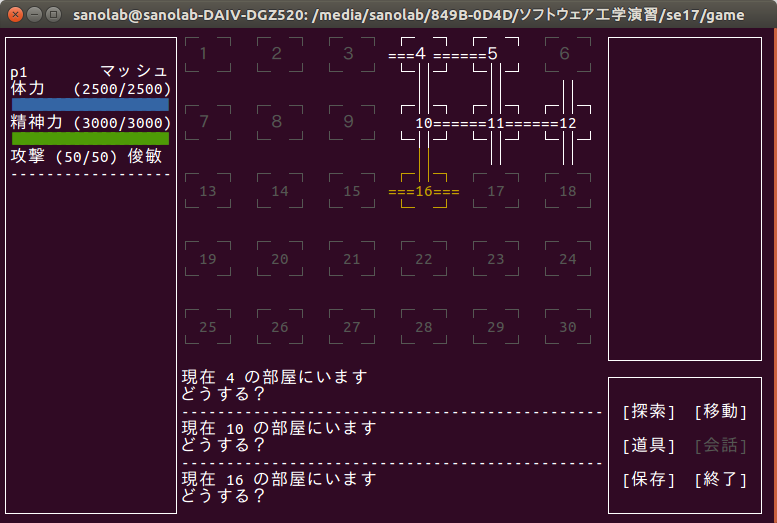 sanolab@sanolab-DAIV-DGZ520: /media/sanolab/849B-0D4D/ソフトウェア工学演習/se17/game
p1 マッシュ
体力 (2500/2500)
精神力 (3000/3000)
攻撃 (50/50) 俊敏
------------------
1 2 3 ===4 ======5 6
7 8 9 10======11======12
13 14 15 ===16=== 17 18
19 20 21 22 23 24
25 26 27 28 29 30
現在 4 の部屋にいます
どうする？
-----------------------------------------------
現在 10 の部屋にいます
どうする？
-----------------------------------------------
現在 16 の部屋にいます
どうする？
[探索] [移動]
[道具] [会話]
[保存] [終了]